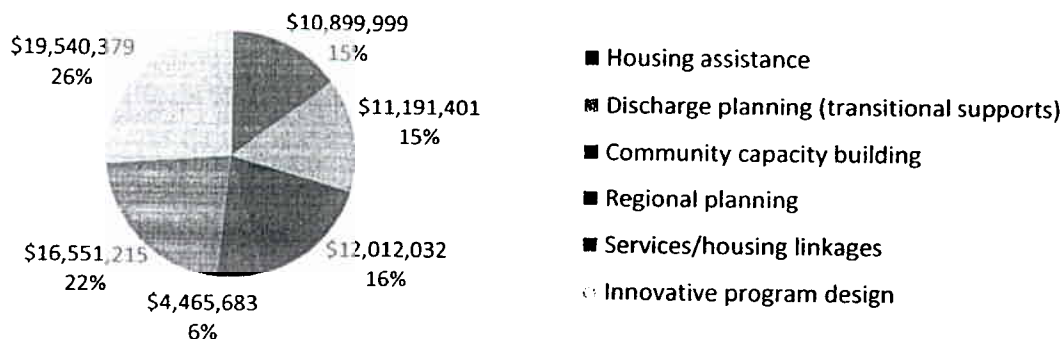 $10,899,999
15%
$19,540,379
26%
$11,191,401
15%
$12,012,032
16%
$16,551,215
22%
$4,465,683
6%
Housing assistance
Discharge planning (transitional supports)
Community capacity building
Regional planning
Services/housing linkages
Innovative program design